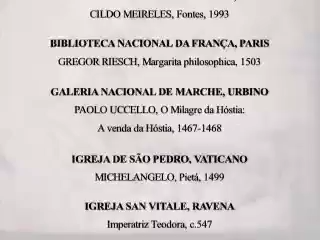 CILDO MEIRELES, Fontes, 1993
BIBLIOTECA NACIONAL DA FRANÇA, PARIS
GREGOR RIESCH, Margarita philosophica, 1503
GALERIA NACIONAL DE MARCHE, URBINO
PAOLO UCCELLO, O Milagre da Hóstia:
A venda da Hóstia, 1467-1468
IGREJA DE SÃO PEDRO, VATICANO
MICHELANGELO, Pietá, 1499
IGREJA SAN VITALE, RAVENA
Imperatriz Teodora, c.547